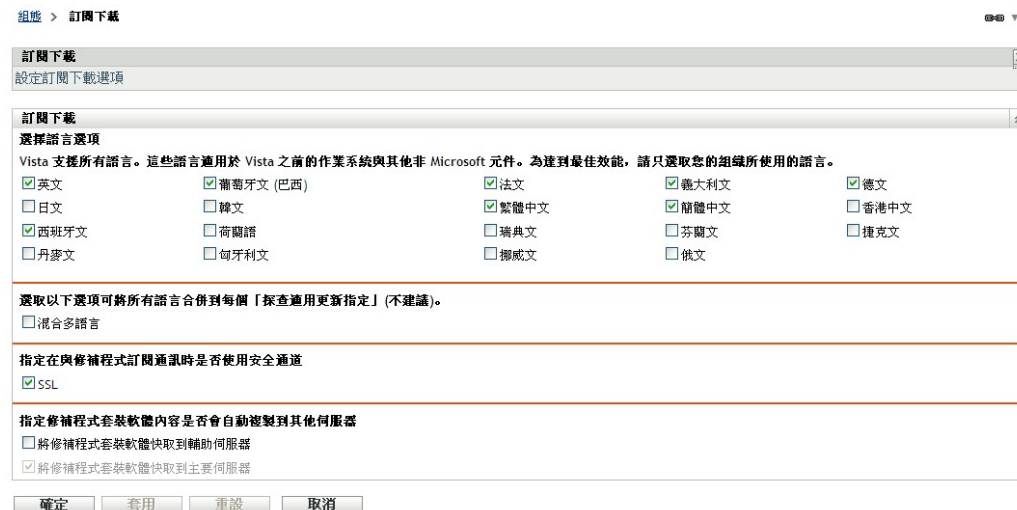 組態 > 訂閱下載
訂閱下載
設定訂閱下載選項
訂閱下載
選擇語言選項
Vista 支援所有語言。這些語言適用於 Vista 之前的作業系統與其他非 Microsoft 元件。為達到最佳效能，請只選取您的組織所使用的語言。
英文 葡萄牙文 (巴西) 法文 義大利文 德文
日文 韓文 繁體中文 簡體中文 香港中文
西班牙文 荷蘭語 瑞典文 芬蘭文 捷克文
丹麥文 匈牙利文 挪威文 俄文
選取以下選項可將所有語言合併到每個「探查適用更新指定」(不建議)。
混合多語言
指定在與修補程式訂閱通訊時是否使用安全通道
SSL
指定修補程式套裝軟體內容是否會自動複製到其他伺服器
將修補程式套裝軟體快取到輔助伺服器
將修補程式套裝軟體快取到主要伺服器
確定 套用 重設 取消